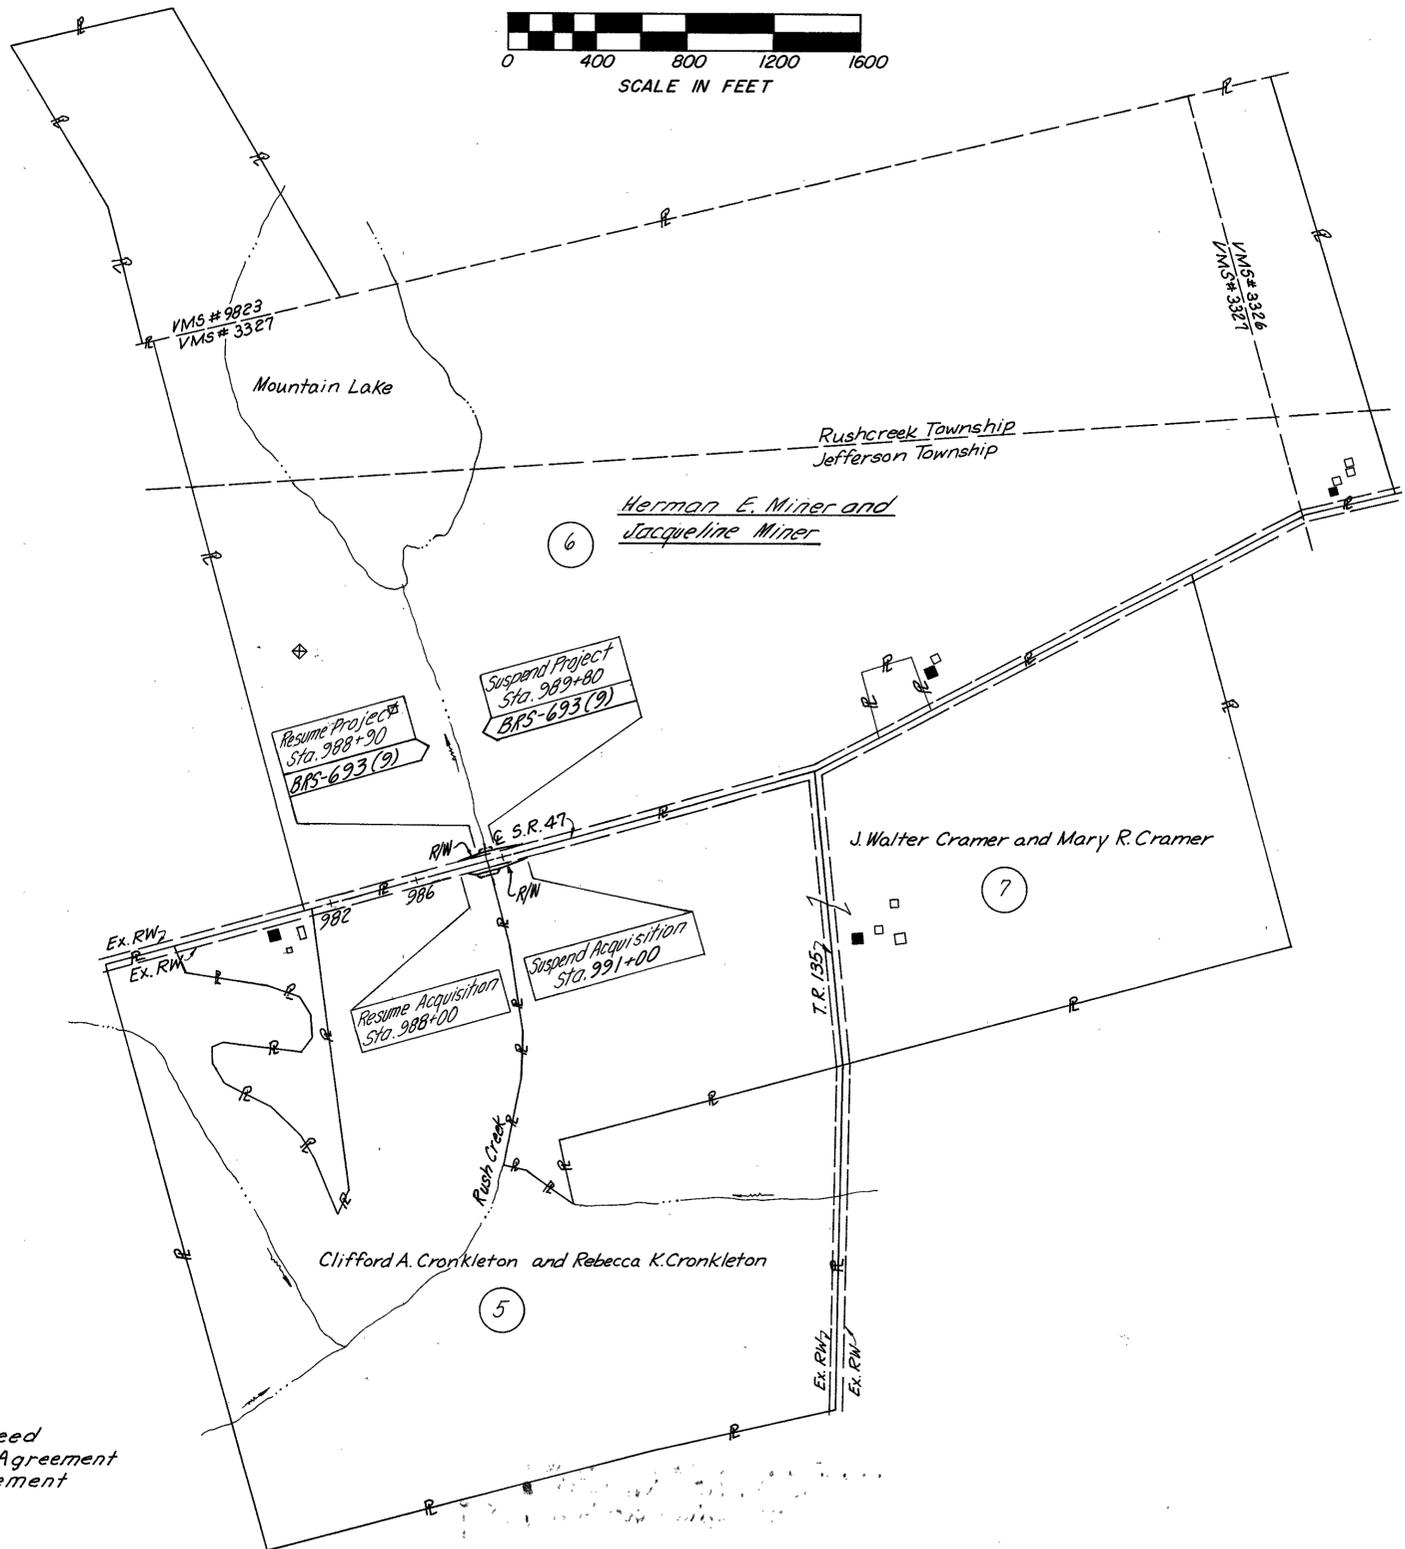 0 400 800 1200 1600
SCALE IN FEET
VMS #9823
VMS# 3327
VMS# 3326
VMS# 3327
Mountain Lake
Rushcreek Township
Jefferson Township
Herman E. Miner and
Jacqueline Miner
6
Suspend Project
Sta. 989+80
BRS-693(9)
Resume Project
Sta. 988+90
BRS-693(9)
℄ S.R. 47
R/W
R/W
J. Walter Cramer and Mary R. Cramer
7
982
986
Ex. RW
Ex. RW
Suspend Acquisition
Sta. 991+00
Resume Acquisition
Sta. 988+00
T.R. 135
Rush Creek
Clifford A. Cronkleton and Rebecca K. Cronkleton
5
Ex. RW
Ex. RW
eed
Agreement
ement